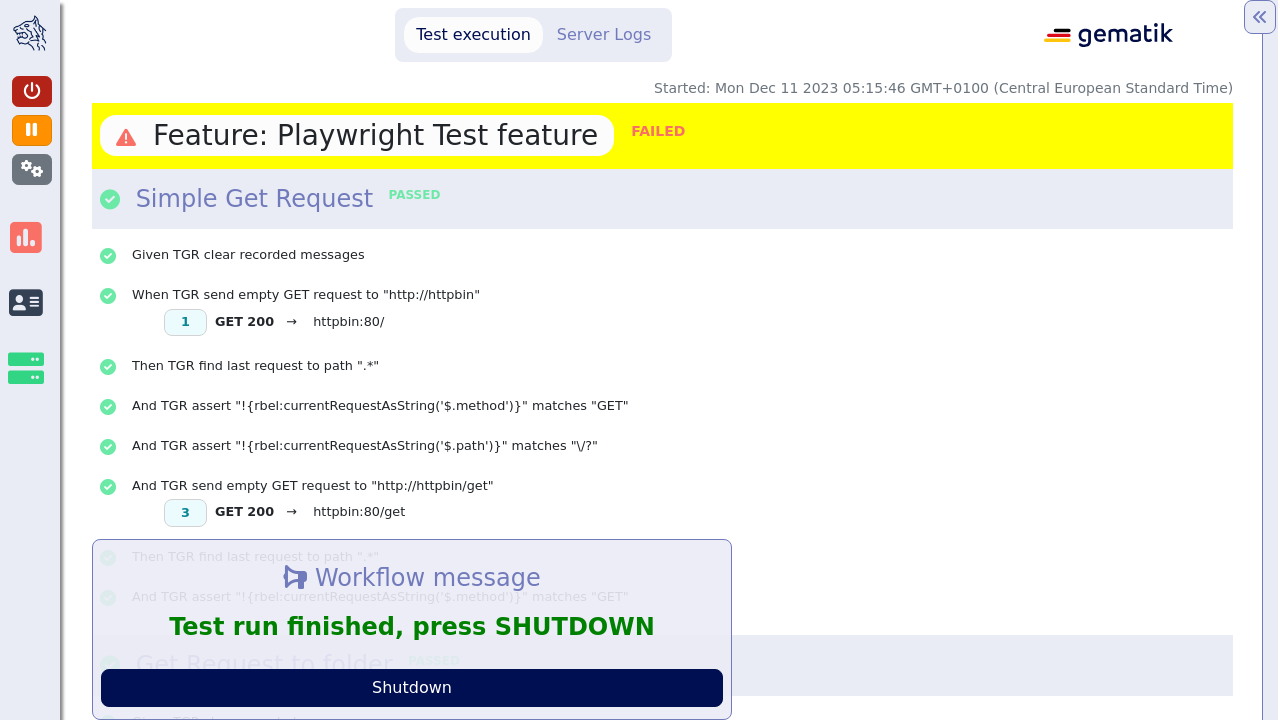 Test execution
Server Logs
gematik
Started: Mon Dec 11 2023 05:15:46 GMT+0100 (Central European Standard Time)
Feature: Playwright Test feature
FAILED
Simple Get Request
PASSED
Given TGR clear recorded messages
When TGR send empty GET request to "http://httpbin"
1 GET 200 → httpbin:80/
Then TGR find last request to path ".*"
And TGR assert "!{rbel:currentRequestAsString('$.method')}" matches "GET"
And TGR assert "!{rbel:currentRequestAsString('$.path')}" matches "\/?"
And TGR send empty GET request to "http://httpbin/get"
3 GET 200 → httpbin:80/get
Then TGR find last request to path ".*"
Workflow message
And TGR assert "!{rbel:currentRequestAsString('$.method')}" matches "GET"
Test run finished, press SHUTDOWN
Get Request to folder
PASSED
Shutdown